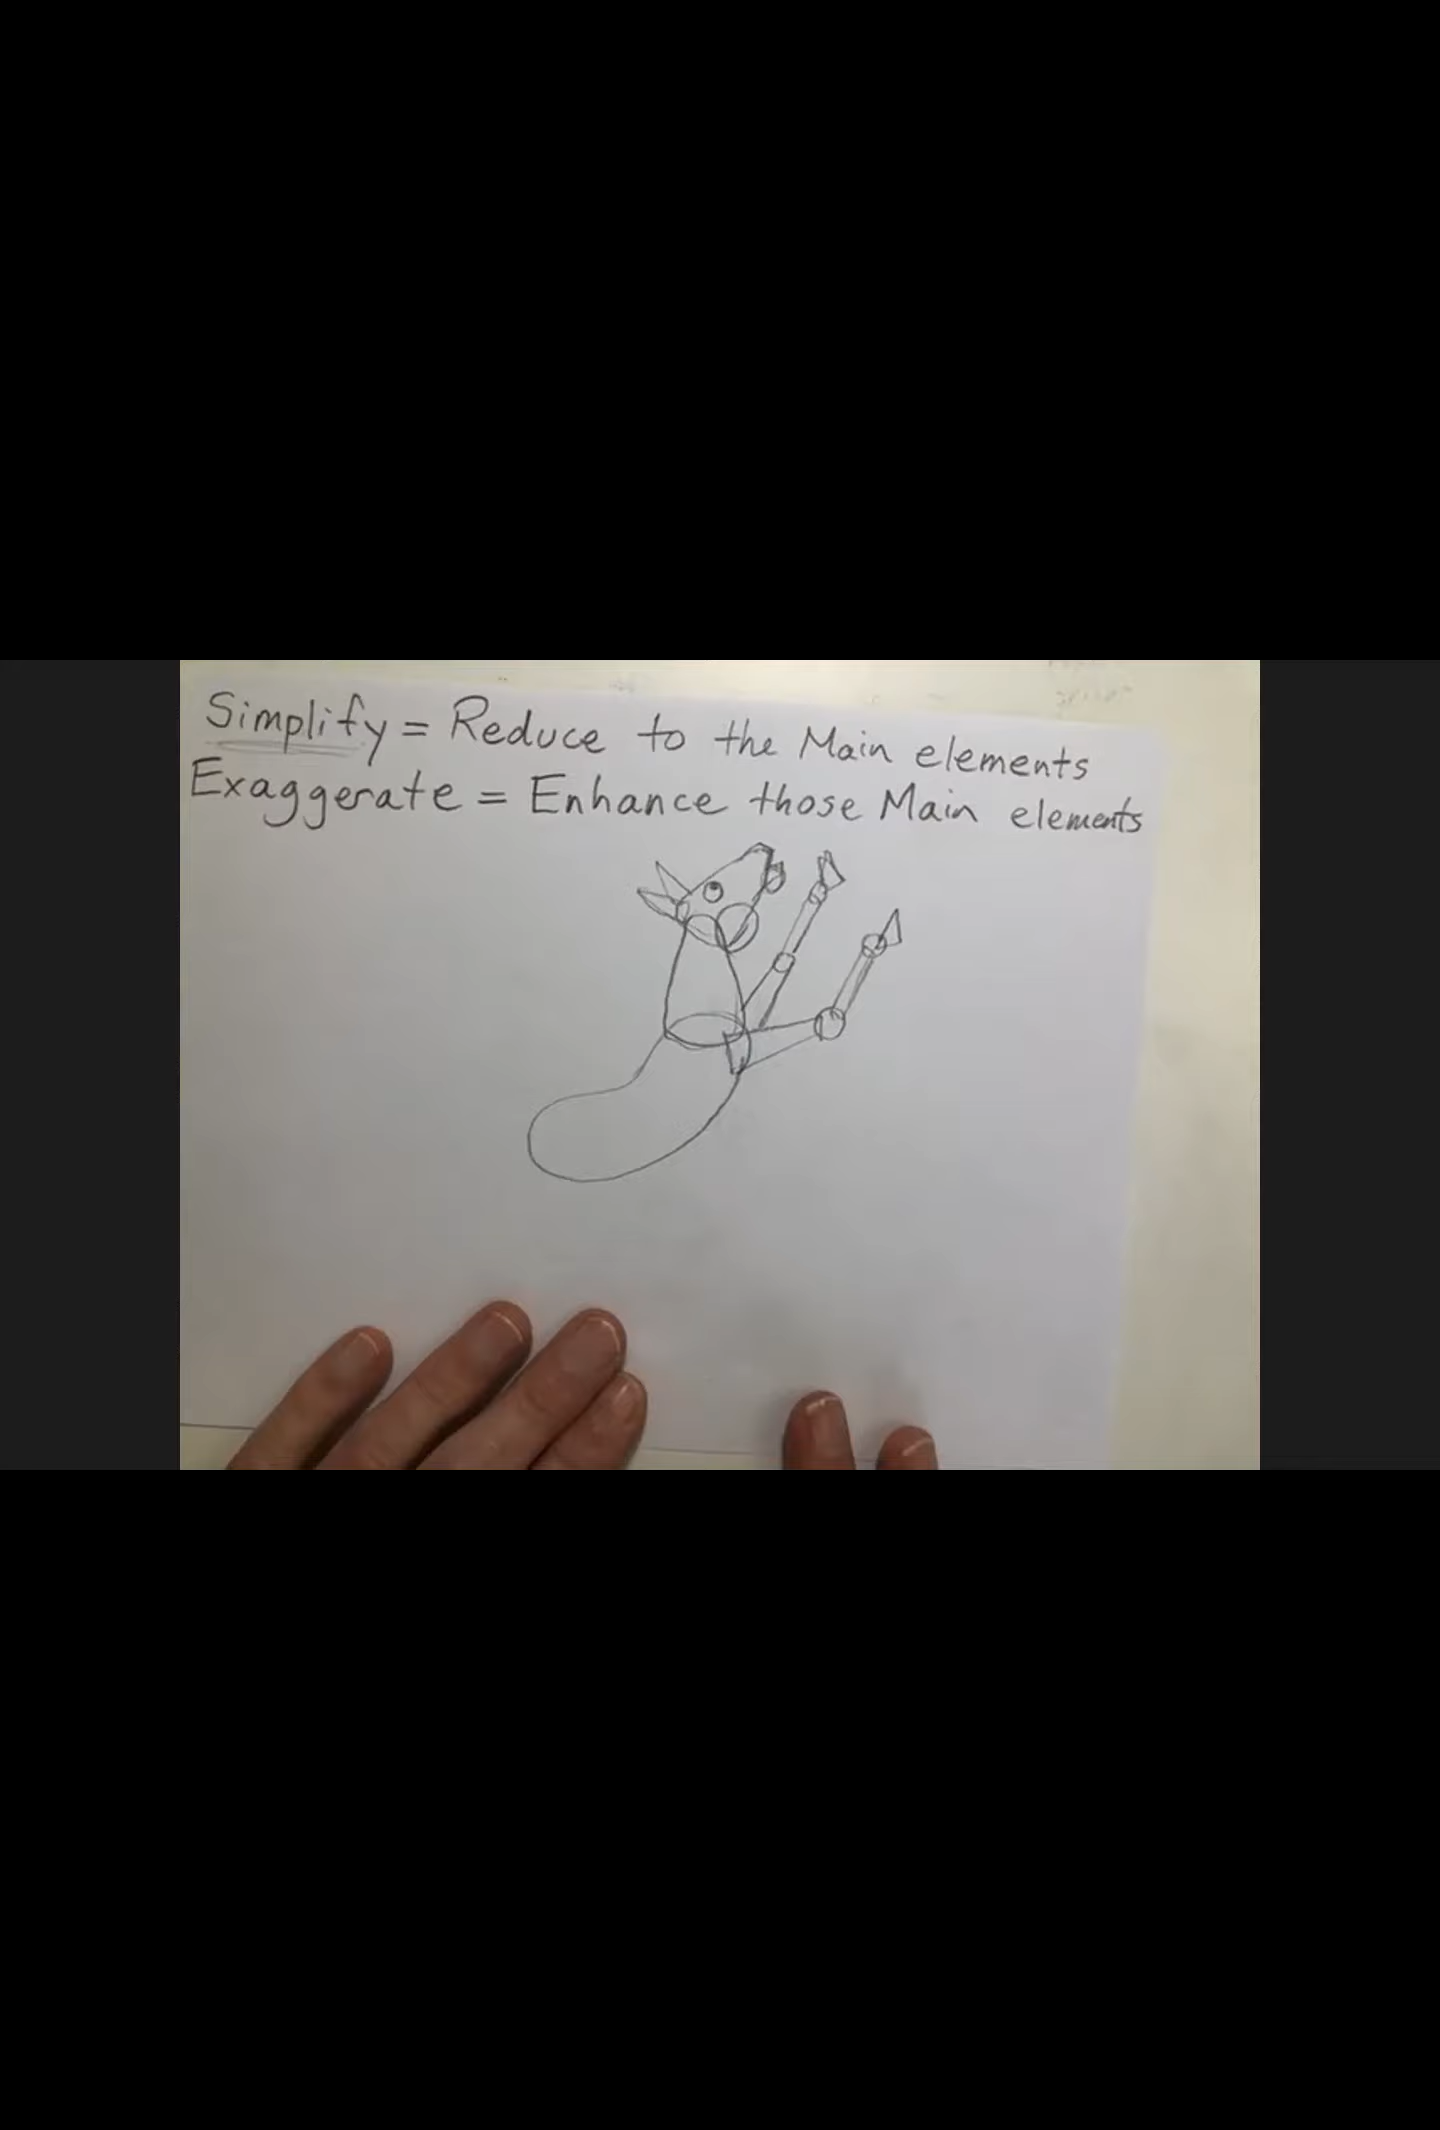 Simplify = Reduce to the Main elements
Exaggerate = Enhance those Main elements